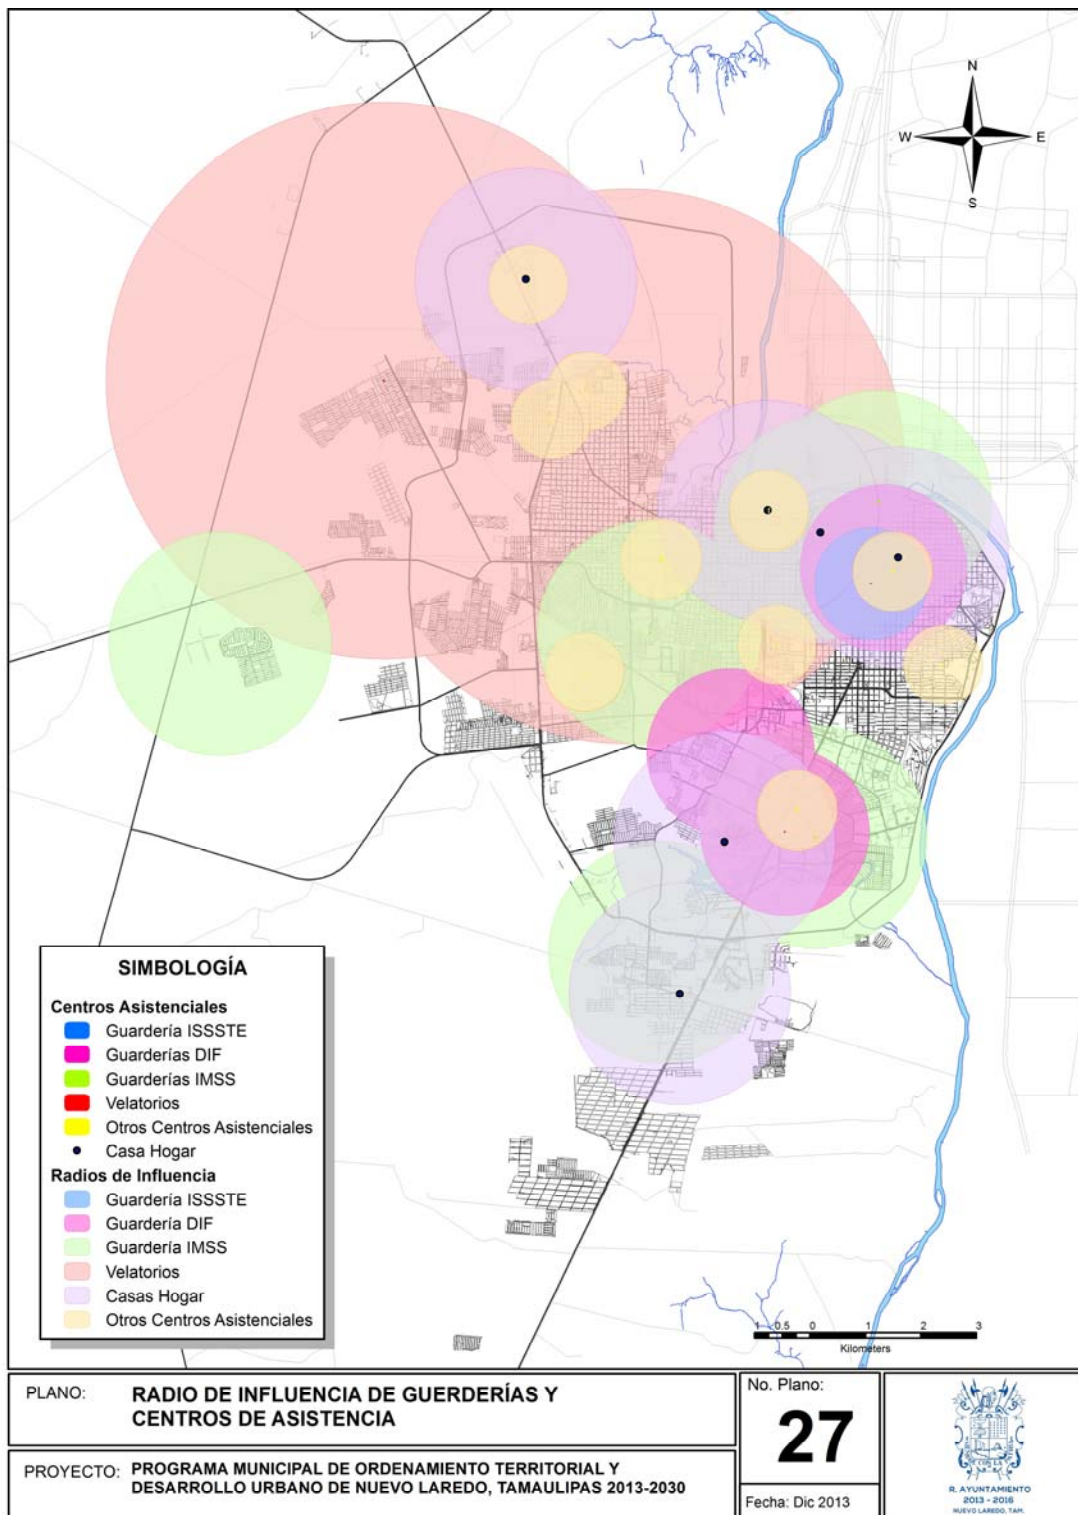 N
W E
S
SIMBOLOGÍA
Centros Asistenciales
Guardería ISSSTE
Guarderías DIF
Guarderías IMSS
Velatorios
Otros Centros Asistenciales
Casa Hogar
Radios de Influencia
Guardería ISSSTE
Guardería DIF
Guardería IMSS
Velatorios
Casas Hogar
Otros Centros Asistenciales
1 0.5 0 1 2 3
Kilometers
PLANO: RADIO DE INFLUENCIA DE GUERDERÍAS Y
CENTROS DE ASISTENCIA
PROYECTO: PROGRAMA MUNICIPAL DE ORDENAMIENTO TERRITORIAL Y
DESARROLLO URBANO DE NUEVO LAREDO, TAMAULIPAS 2013-2030
No. Plano:
27
Fecha: Dic 2013
R. AYUNTAMIENTO
2013 - 2016
NUEVO LAREDO, TAM.